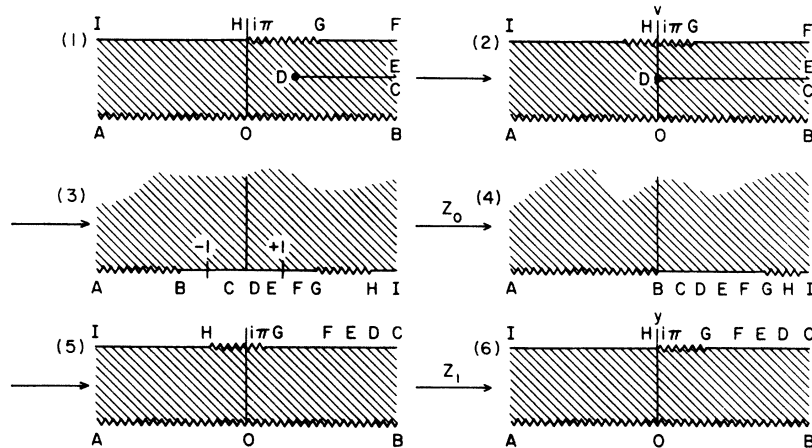 I H iπ G F
(1) D E C
A O B
v
I H iπ G F
(2) D E C
A O B
(3) -1 +1
A B C D E F G H I
Z₀
(4)
A B C D E F G H I
I H iπ G F E D C
(5)
A O B
Z₁
y
I H iπ G F E D C
(6)
A O B